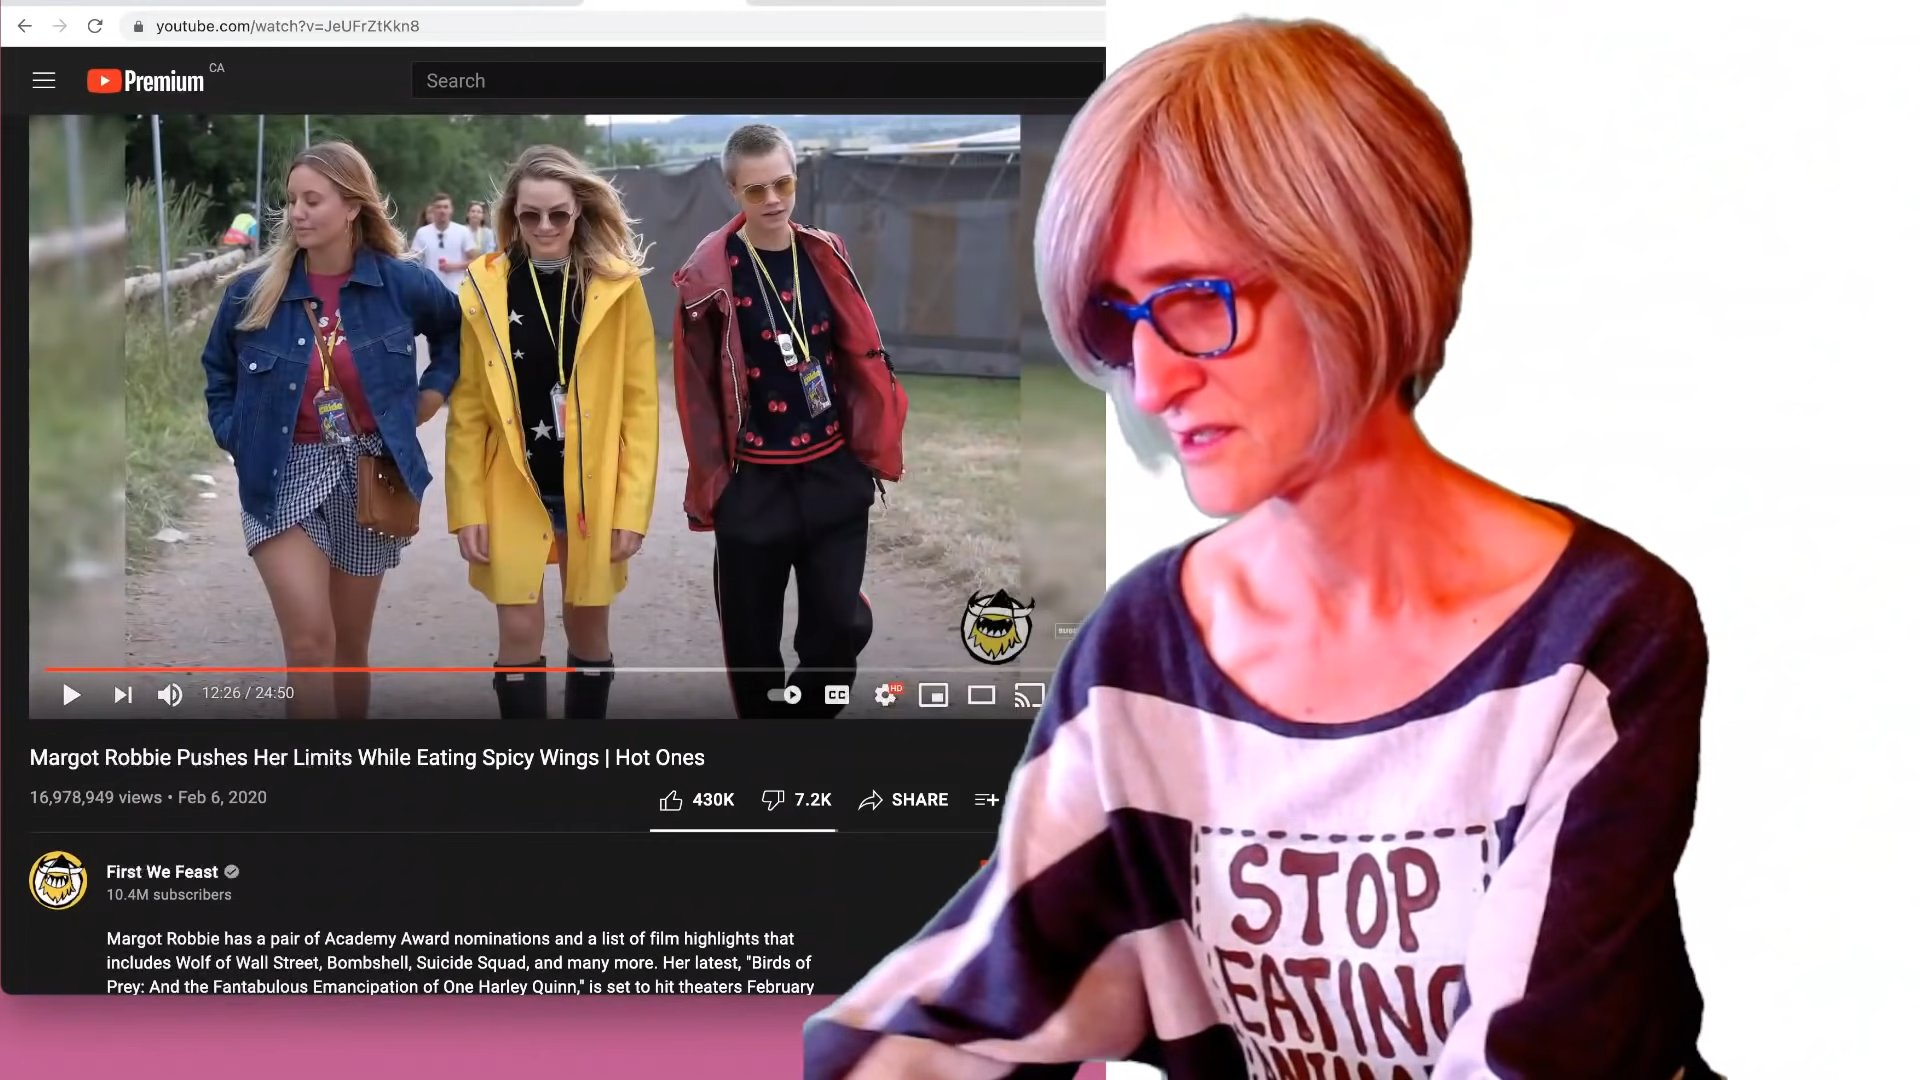 youtube.com/watch?v=JeUFrZtKkn8
Premium CA
Search
12:26 / 24:50
CC
HD
Margot Robbie Pushes Her Limits While Eating Spicy Wings | Hot Ones
16,978,949 views • Feb 6, 2020
430K
7.2K
SHARE
First We Feast
10.4M subscribers
Margot Robbie has a pair of Academy Award nominations and a list of film highlights that
includes Wolf of Wall Street, Bombshell, Suicide Squad, and many more. Her latest, "Birds of
Prey: And the Fantabulous Emancipation of One Harley Quinn," is set to hit theaters February
STOP
EATING